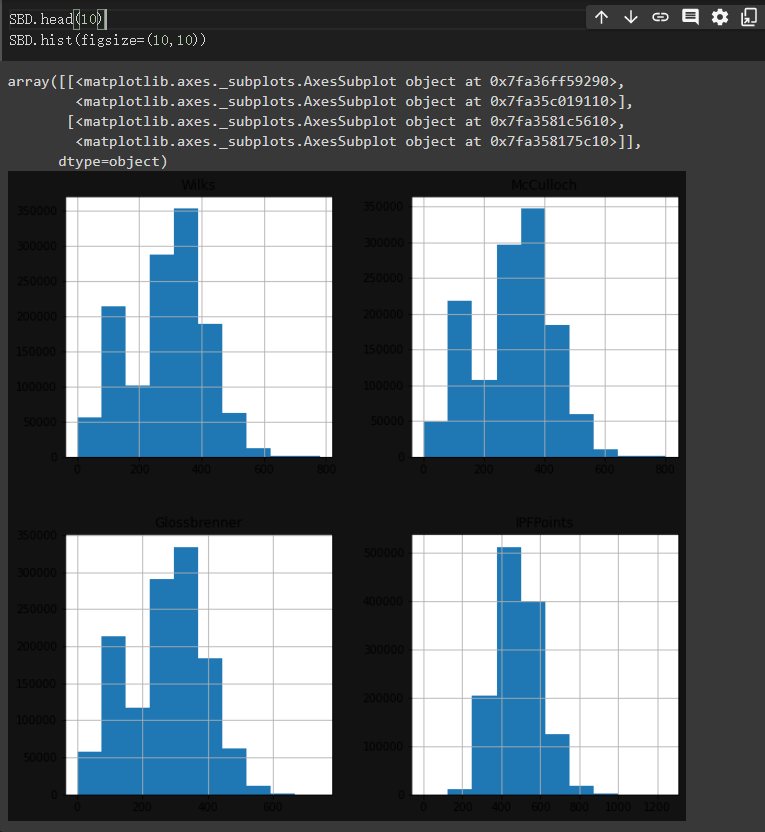 SBD.head(10)
SBD.hist(figsize=(10,10))
array([[<matplotlib.axes._subplots.AxesSubplot object at 0x7fa36ff59290>,
<matplotlib.axes._subplots.AxesSubplot object at 0x7fa35c019110>],
[<matplotlib.axes._subplots.AxesSubplot object at 0x7fa3581c5610>,
<matplotlib.axes._subplots.AxesSubplot object at 0x7fa358175c10>]],
dtype=object)
Wilks
350000
300000
250000
200000
150000
100000
50000
0
0 200 400 600 800
McCulloch
350000
300000
250000
200000
150000
100000
50000
0
0 200 400 600 800
Glossbrenner
350000
300000
250000
200000
150000
100000
50000
0
0 200 400 600
IPFPoints
500000
400000
300000
200000
100000
0
0 200 400 600 800 1000 1200